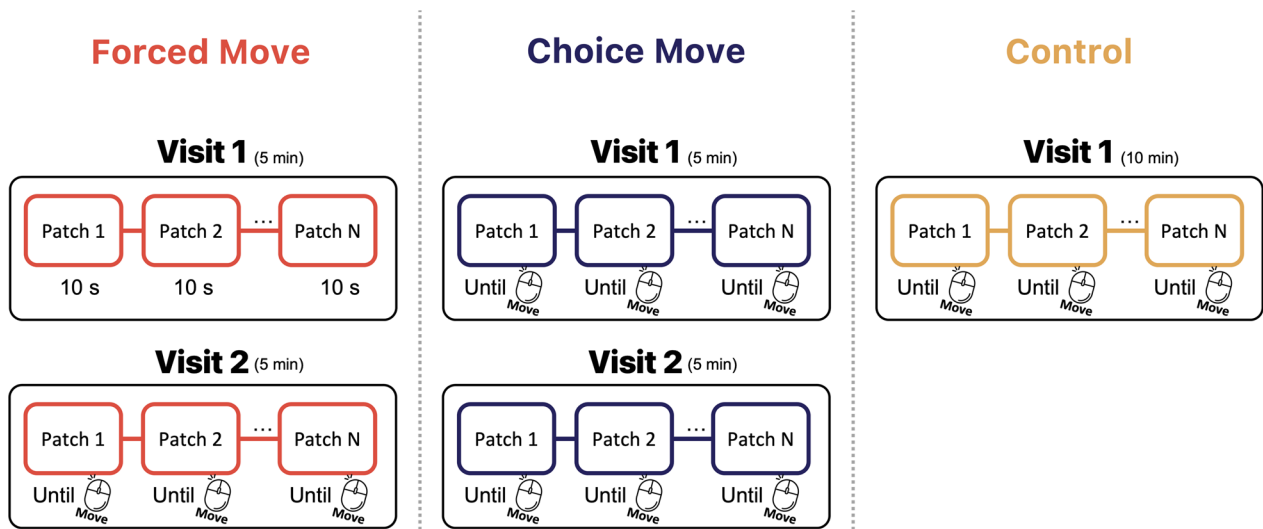 Forced Move
Visit 1 (5 min)
Patch 1 Patch 2 ... Patch N
10 s 10 s 10 s
Visit 2 (5 min)
Patch 1 Patch 2 ... Patch N
Until Move Until Move Until Move
Choice Move
Visit 1 (5 min)
Patch 1 Patch 2 ... Patch N
Until Move Until Move Until Move
Visit 2 (5 min)
Patch 1 Patch 2 ... Patch N
Until Move Until Move Until Move
Control
Visit 1 (10 min)
Patch 1 Patch 2 ... Patch N
Until Move Until Move Until Move